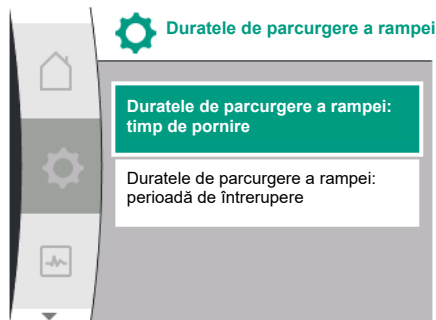 Duratele de parcurgere a rampei
Duratele de parcurgere a rampei:
timp de pornire
Duratele de parcurgere a rampei:
perioadă de întrerupere